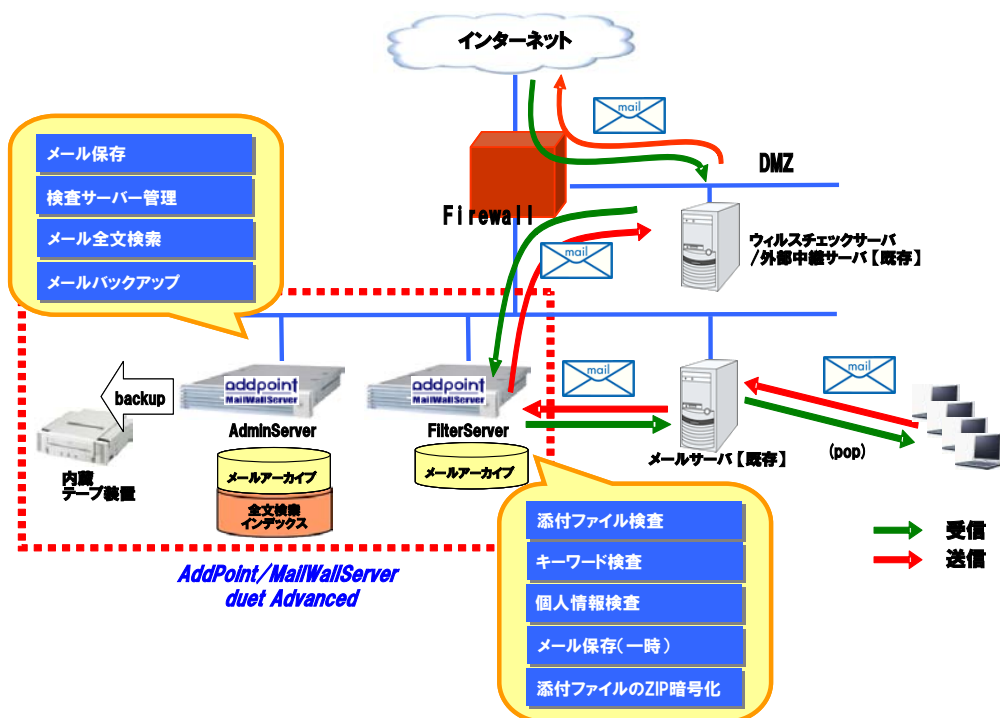 インターネット
mail
メール保存
検査サーバー管理
メール全文検索
メールバックアップ
DMZ
Firewall
mail
ウィルスチェックサーバ
/外部中継サーバ【既存】
addpoint
MailWallServer
addpoint
MailWallServer
mail
mail
backup
AdminServer
FilterServer
メールサーバ【既存】
(pop)
内蔵
テープ装置
メールアーカイブ
全文検索
インデックス
メールアーカイブ
AddPoint/MailWallServer
duet Advanced
添付ファイル検査
キーワード検査
個人情報検査
メール保存(一時)
添付ファイルのZIP暗号化
受信
送信